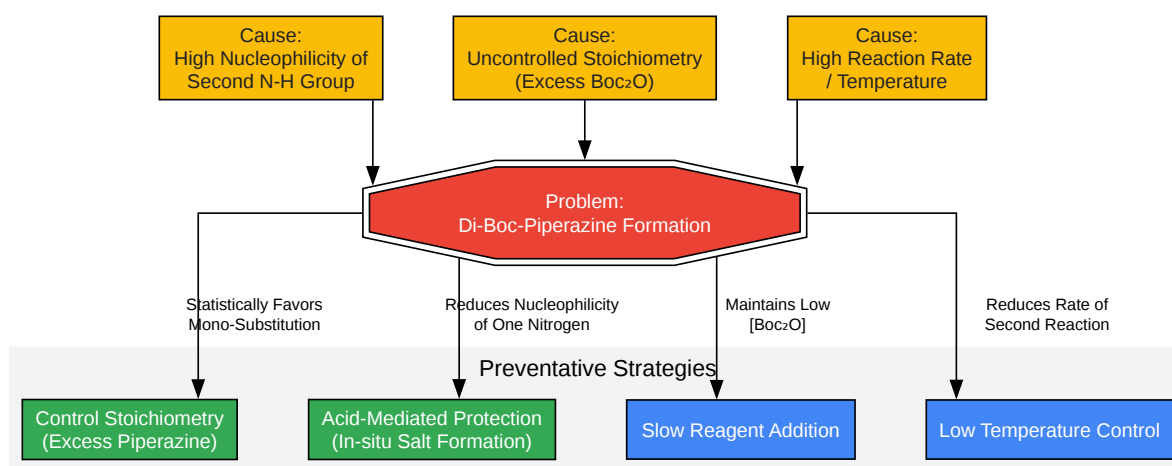 Cause:
High Nucleophilicity of
Second N-H Group
Cause:
Uncontrolled Stoichiometry
(Excess Boc₂O)
Cause:
High Reaction Rate
/ Temperature
Problem:
Di-Boc-Piperazine Formation
Statistically Favors
Mono-Substitution
Reduces Nucleophilicity
of One Nitrogen
Maintains Low
[Boc₂O]
Reduces Rate of
Second Reaction
Preventative Strategies
Control Stoichiometry
(Excess Piperazine)
Acid-Mediated Protection
(In-situ Salt Formation)
Slow Reagent Addition
Low Temperature Control